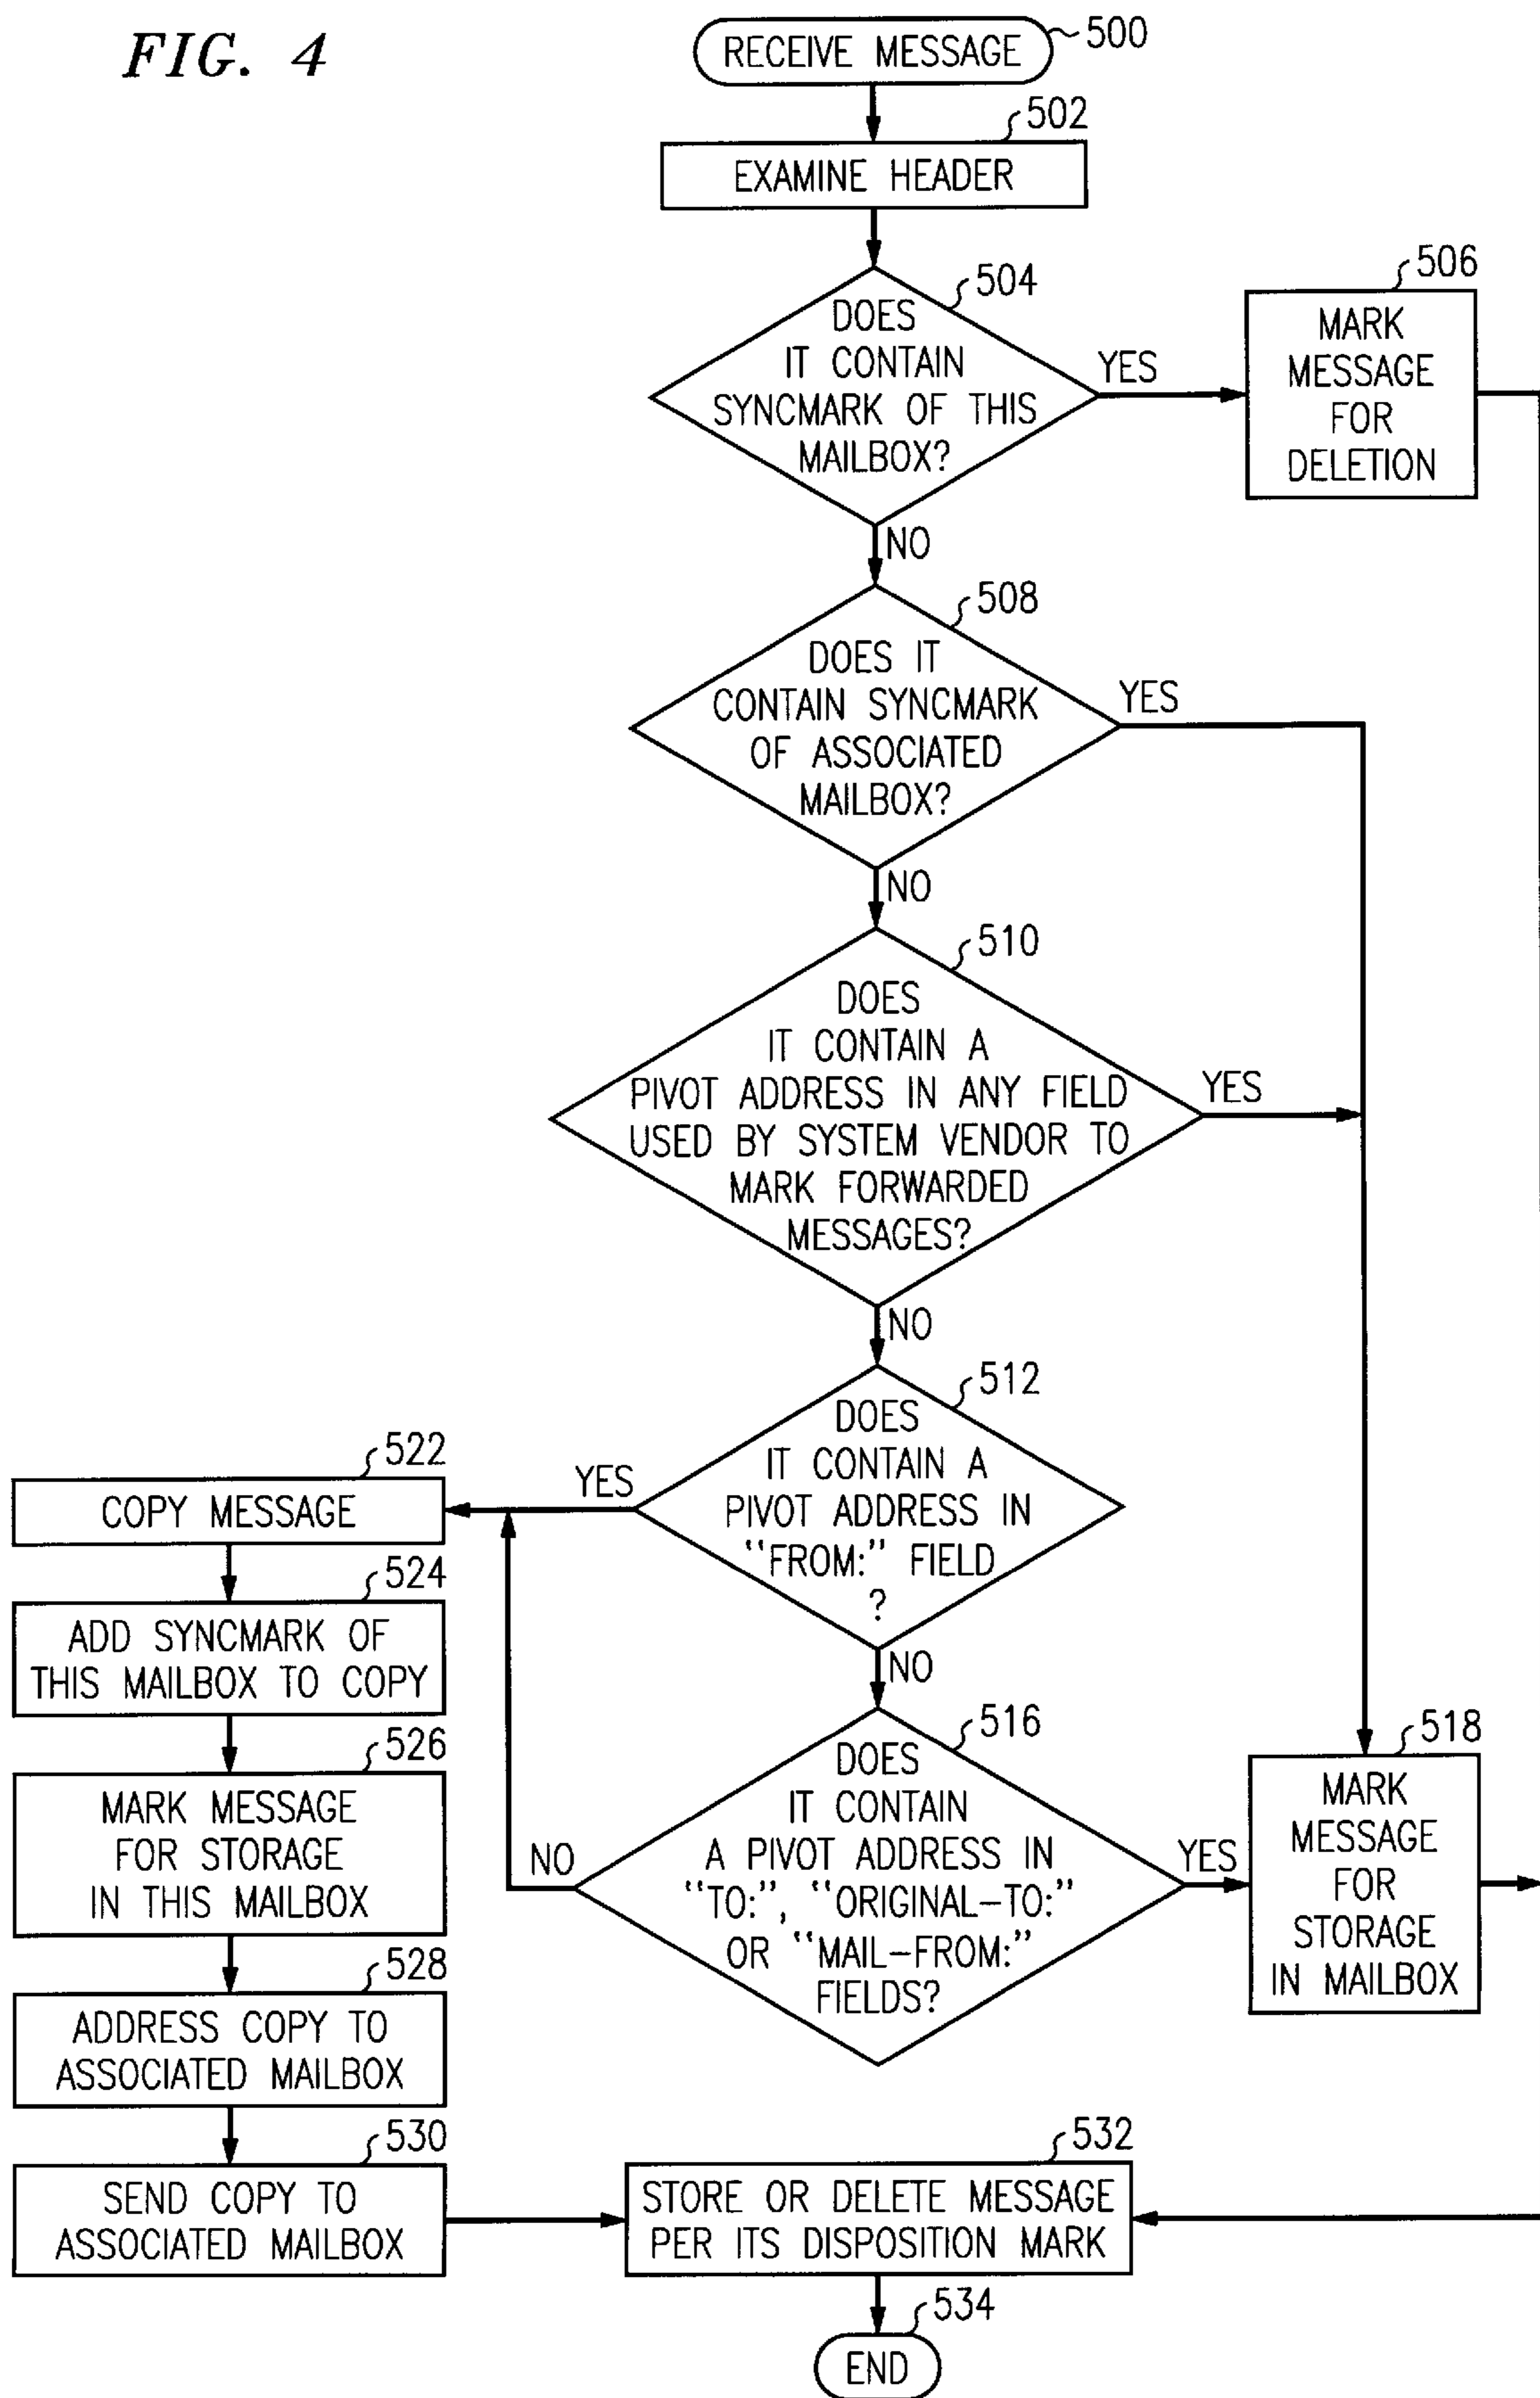 FIG. 4
RECEIVE MESSAGE
500
502
EXAMINE HEADER
504
DOES
IT CONTAIN
SYNCMARK OF THIS
MAILBOX?
YES
506
MARK
MESSAGE
FOR
DELETION
NO
508
DOES IT
CONTAIN SYNCMARK
OF ASSOCIATED
MAILBOX?
YES
NO
510
DOES
IT CONTAIN A
PIVOT ADDRESS IN ANY FIELD
USED BY SYSTEM VENDOR TO
MARK FORWARDED
MESSAGES?
YES
NO
512
DOES
IT CONTAIN A
PIVOT ADDRESS IN
“FROM:” FIELD
?
YES
NO
522
COPY MESSAGE
524
ADD SYNCMARK OF
THIS MAILBOX TO COPY
526
MARK MESSAGE
FOR STORAGE
IN THIS MAILBOX
528
ADDRESS COPY TO
ASSOCIATED MAILBOX
530
SEND COPY TO
ASSOCIATED MAILBOX
516
DOES
IT CONTAIN
A PIVOT ADDRESS IN
“TO:”, “ORIGINAL-TO:”
OR “MAIL-FROM:”
FIELDS?
NO
YES
518
MARK
MESSAGE
FOR
STORAGE
IN MAILBOX
532
STORE OR DELETE MESSAGE
PER ITS DISPOSITION MARK
534
END